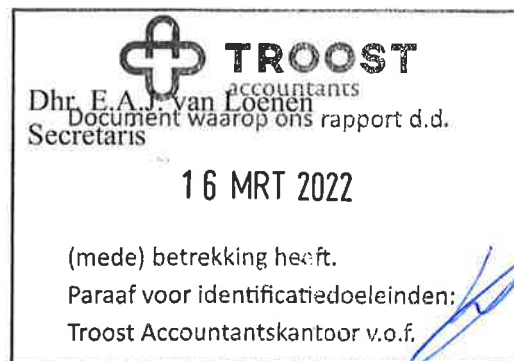 TROOST
accountants
Dhr. E.A.J. van Loenen
Document waarop ons rapport d.d.
Secretaris
16 MRT 2022
(mede) betrekking heeft.
Paraaf voor identificatiedoeleinden:
Troost Accountantskantoor v.o.f.